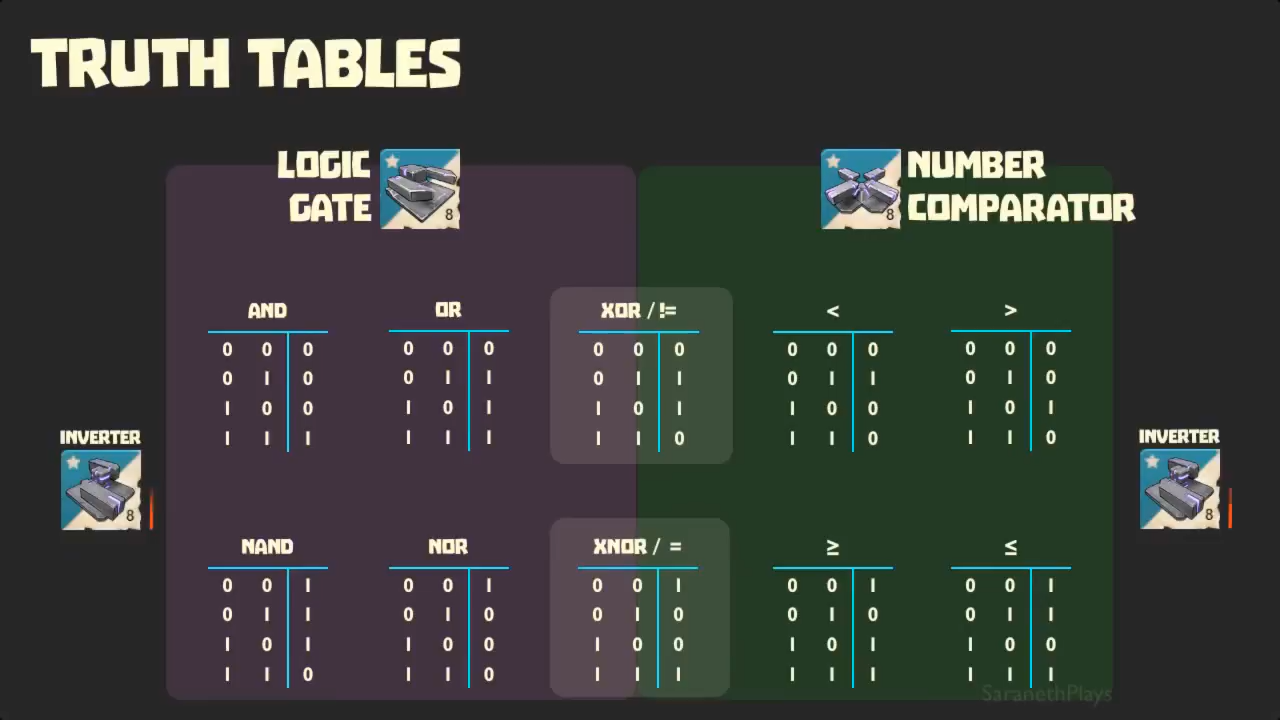 TRUTH TABLES
LOGIC
GATE
8
8
NUMBER
COMPARATOR
AND
0 0 0
0 1 0
1 0 0
1 1 1
OR
0 0 0
0 1 1
1 0 1
1 1 1
XOR / !=
0 0 0
0 1 1
1 0 1
1 1 0
<
0 0 0
0 1 1
1 0 0
1 1 0
>
0 0 0
0 1 0
1 0 1
1 1 0
INVERTER
8
INVERTER
8
NAND
0 0 1
0 1 1
1 0 1
1 1 0
NOR
0 0 1
0 1 0
1 0 0
1 1 0
XNOR / =
0 0 1
0 1 0
1 0 0
1 1 1
≥
0 0 1
0 1 0
1 0 1
1 1 1
≤
0 0 1
0 1 1
1 0 0
1 1 1
SaranethPlays